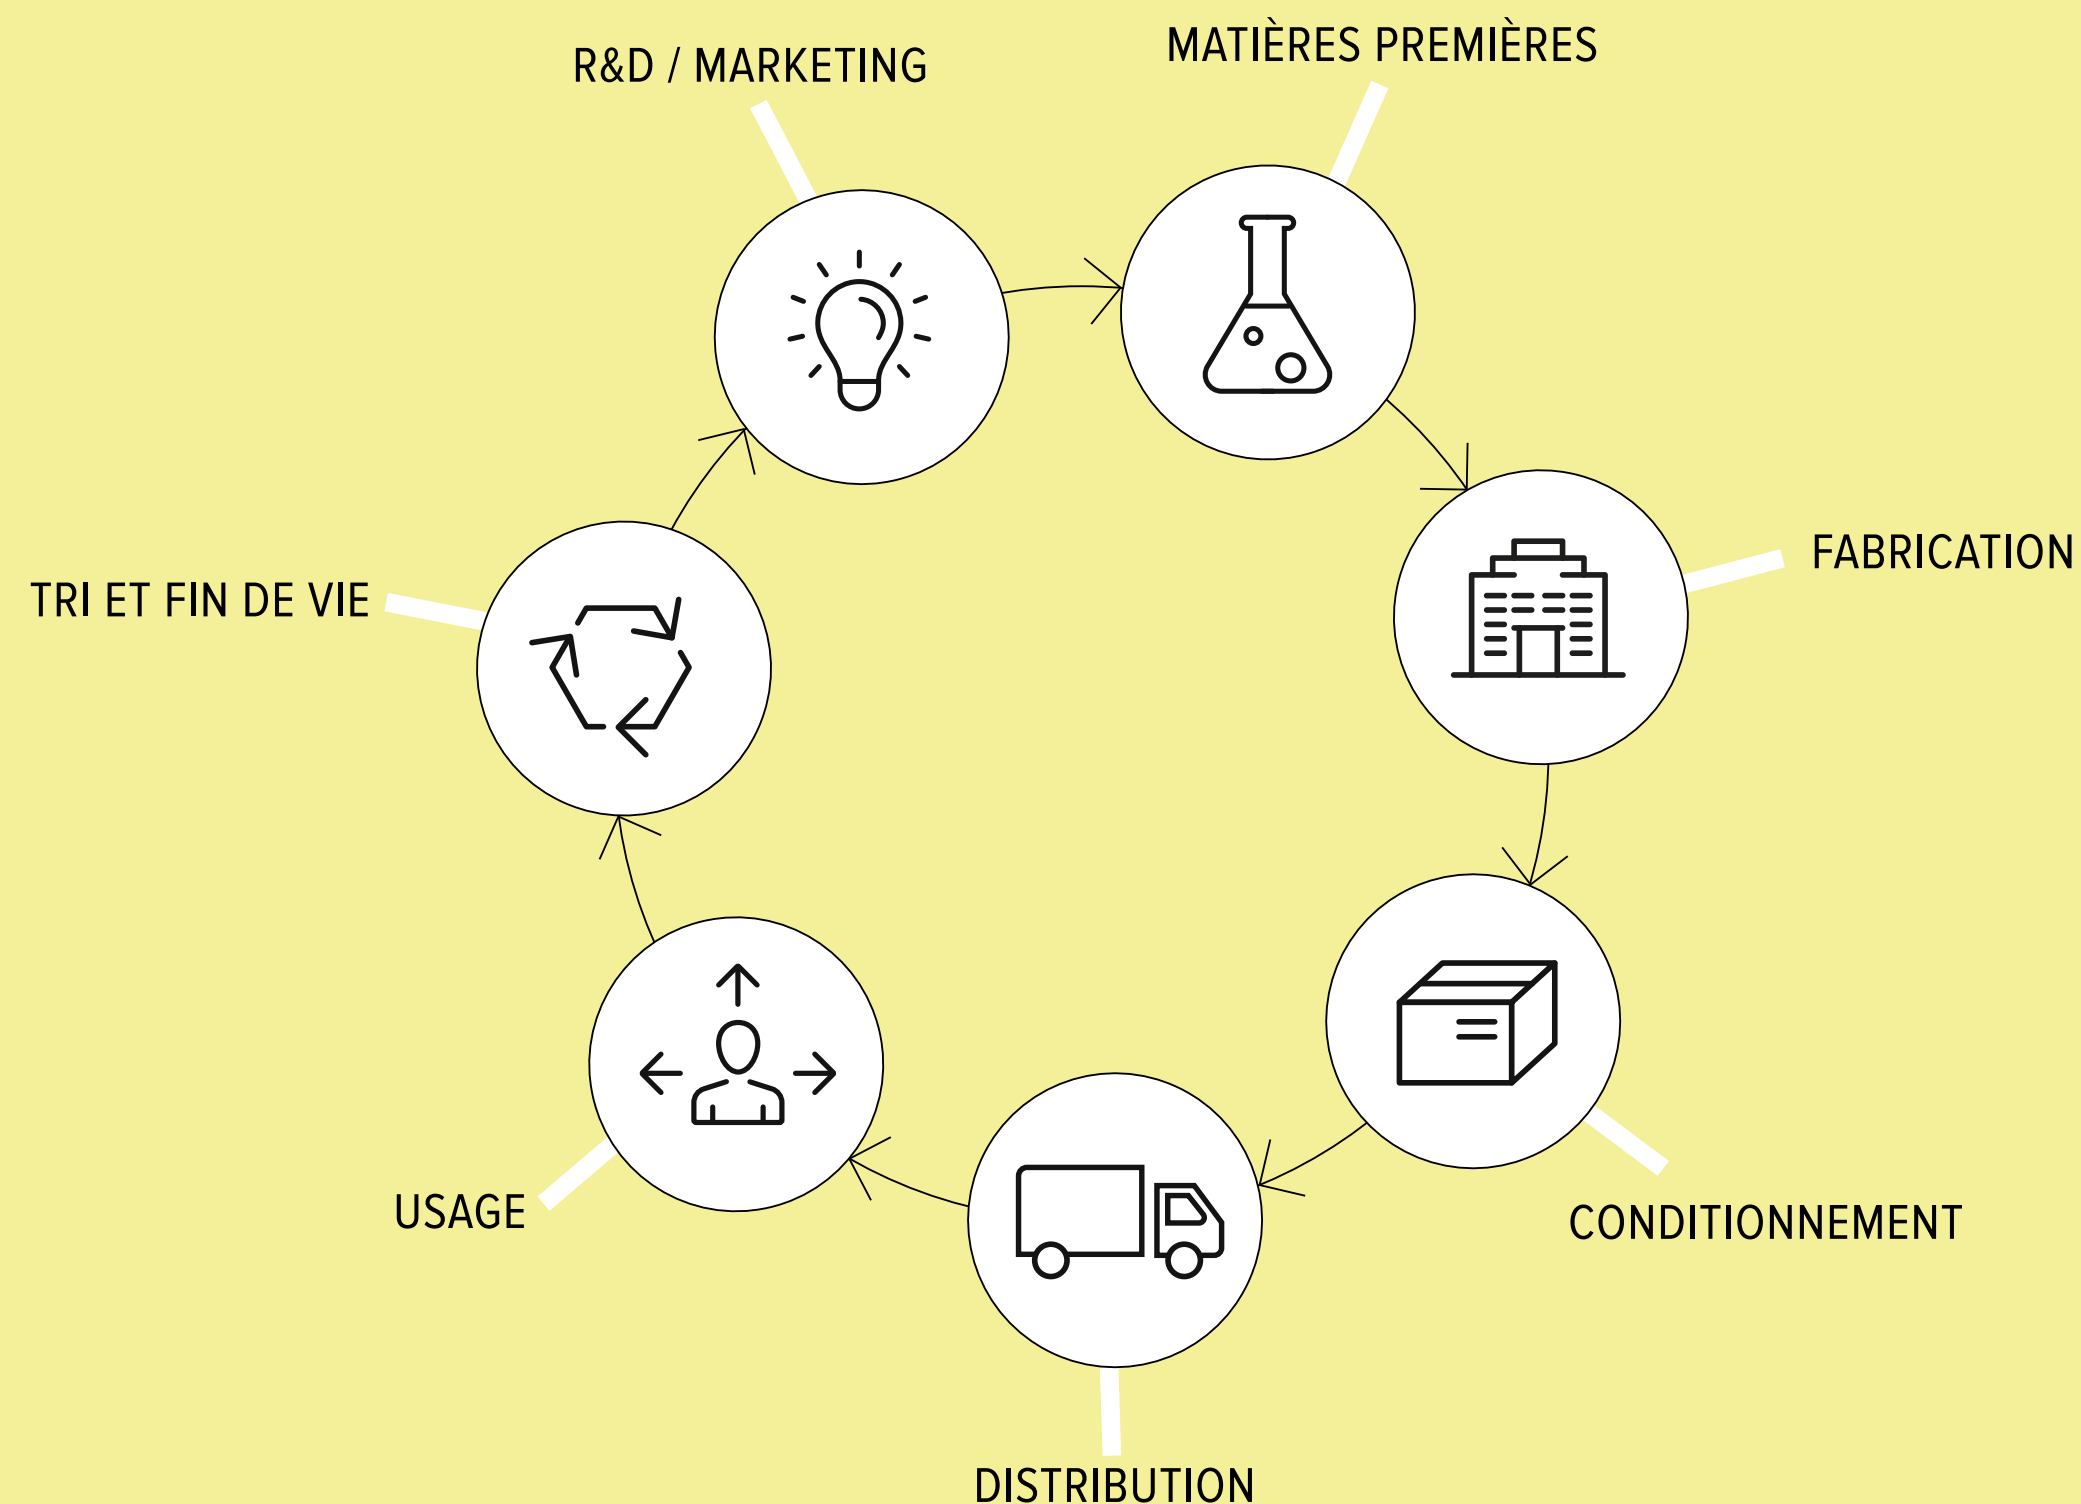 R&D / MARKETING
MATIÈRES PREMIÈRES
FABRICATION
CONDITIONNEMENT
DISTRIBUTION
USAGE
TRI ET FIN DE VIE